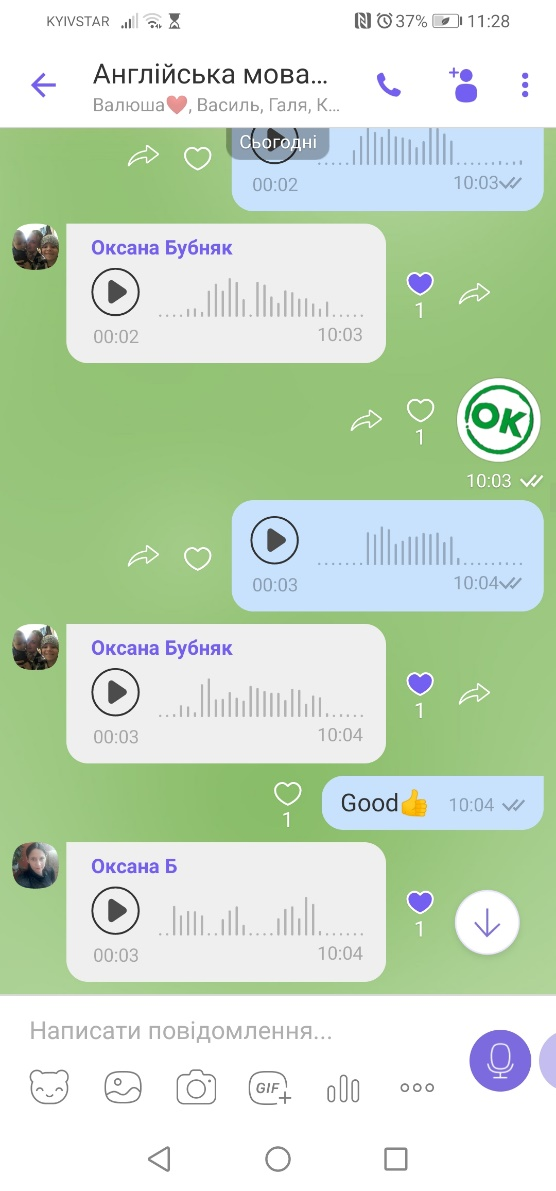 KYIVSTAR 37% 11:28
Англійська мова...
Валюша❤️, Василь, Галя, К...
Сьогодні
00:02 10:03
Оксана Бубняк
1
00:02 10:03
OK
1
10:03
00:03 10:04
Оксана Бубняк
1
00:03 10:04
Good👍 10:04
1
Оксана Б
1
00:03 10:04
Написати повідомлення...
GIF